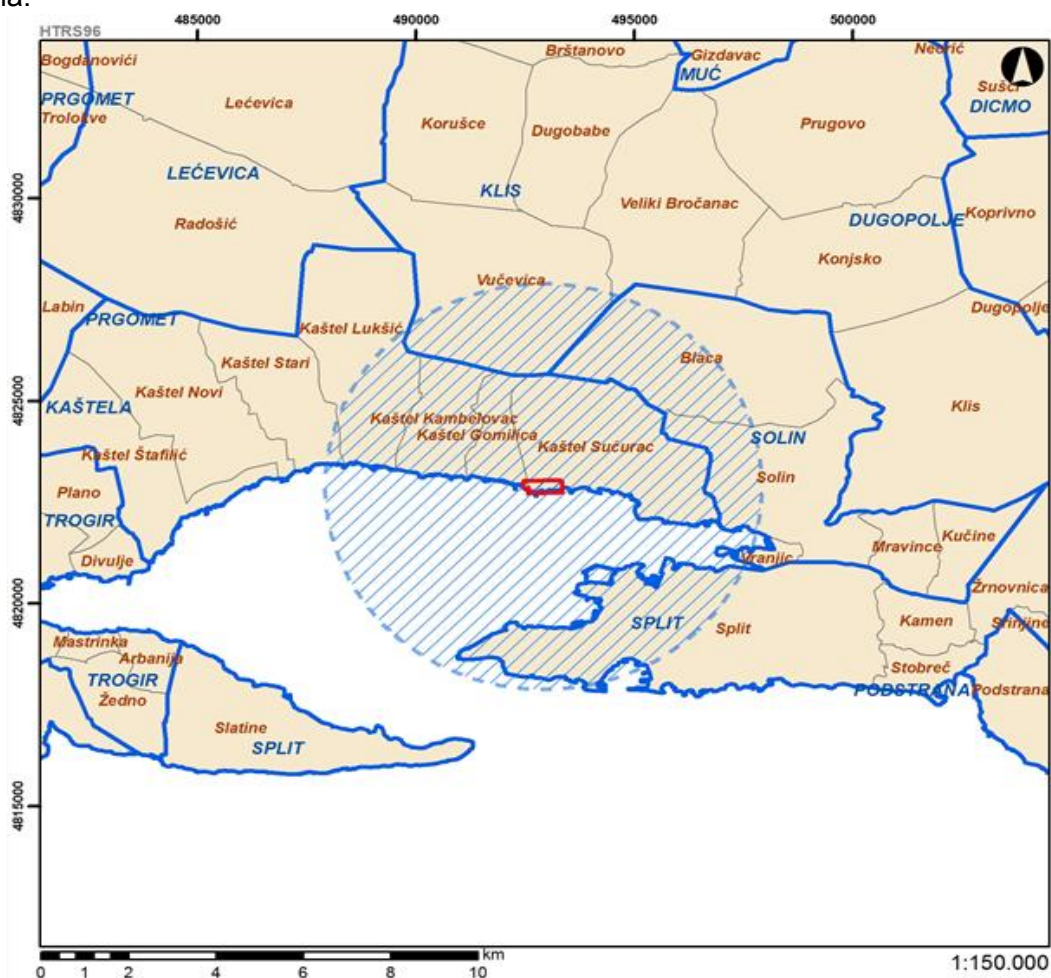 na.
HTRS96
485000 490000 495000 500000
Bogdanovići
Brštanovo
Gizdavac
Neorić
MUĆ
Sušci
PRGOMET
Lećevica
DICMO
Trolokve
Korušce
Dugobabe
Prugovo
4830000
LEĆEVICA
KLIS
Veliki Bročanac
Radošić
DUGOPOLJE
Koprivno
Konjsko
Vučevica
Labin
PRGOMET
Dugopolje
Kaštel Lukšić
Kaštel Stari
Blaca
4825000
Kaštel Novi
KAŠTELA
Kaštel Kambelovac
Klis
Kaštel Gomilica
Kaštel Sućurac
SOLIN
Kaštel Štafilić
Solin
Plano
TROGIR
Divulje
Vranjic
Mravince
Kučine
4820000
Žrnovnica
SPLIT
Split
Kamen
Srinjine
Mastrinka
Arbanija
TROGIR
Žedno
Stobreč
PODSTRANA
Podstrana
Slatine
SPLIT
4815000
km
0 1 2 4 6 8 10
1:150.000